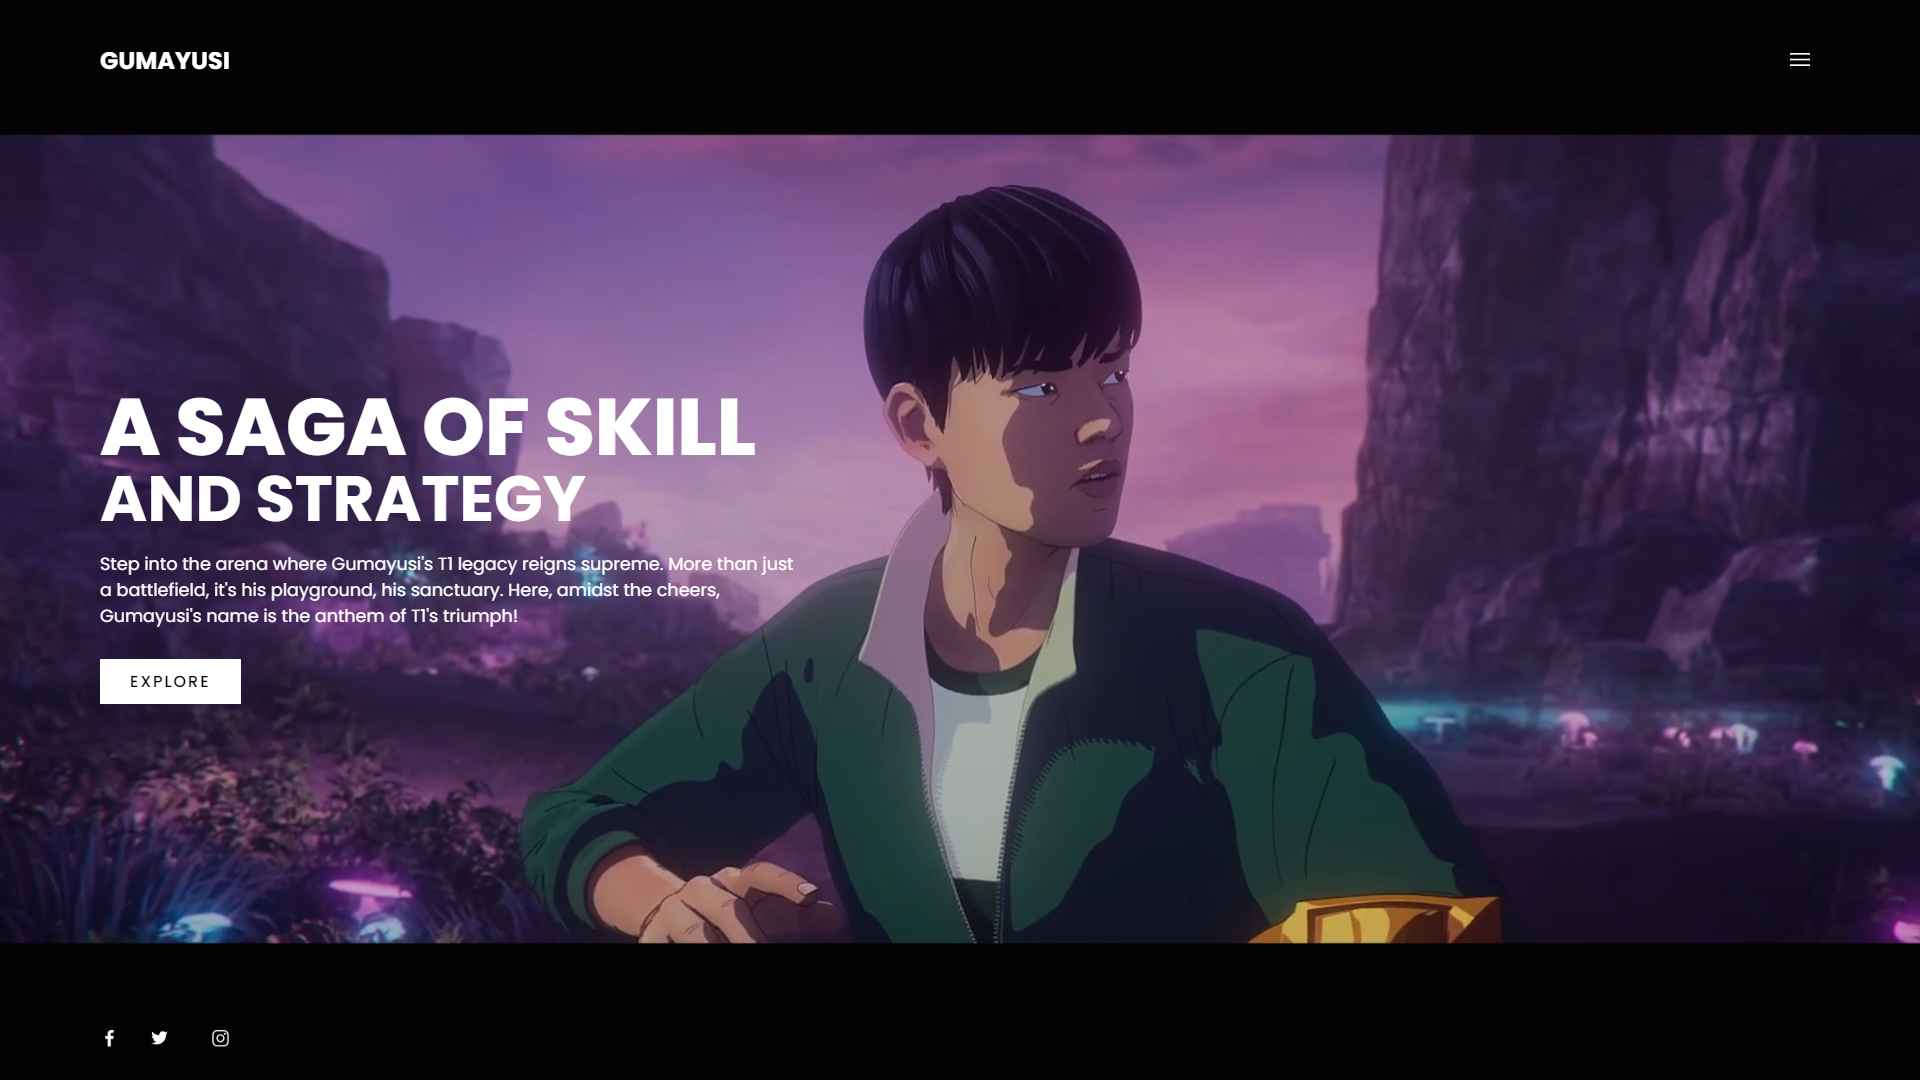 GUMAYUSI
A SAGA OF SKILL
AND STRATEGY
Step into the arena where Gumayusi's T1 legacy reigns supreme. More than just
a battlefield, it's his playground, his sanctuary. Here, amidst the cheers,
Gumayusi's name is the anthem of T1's triumph!
EXPLORE